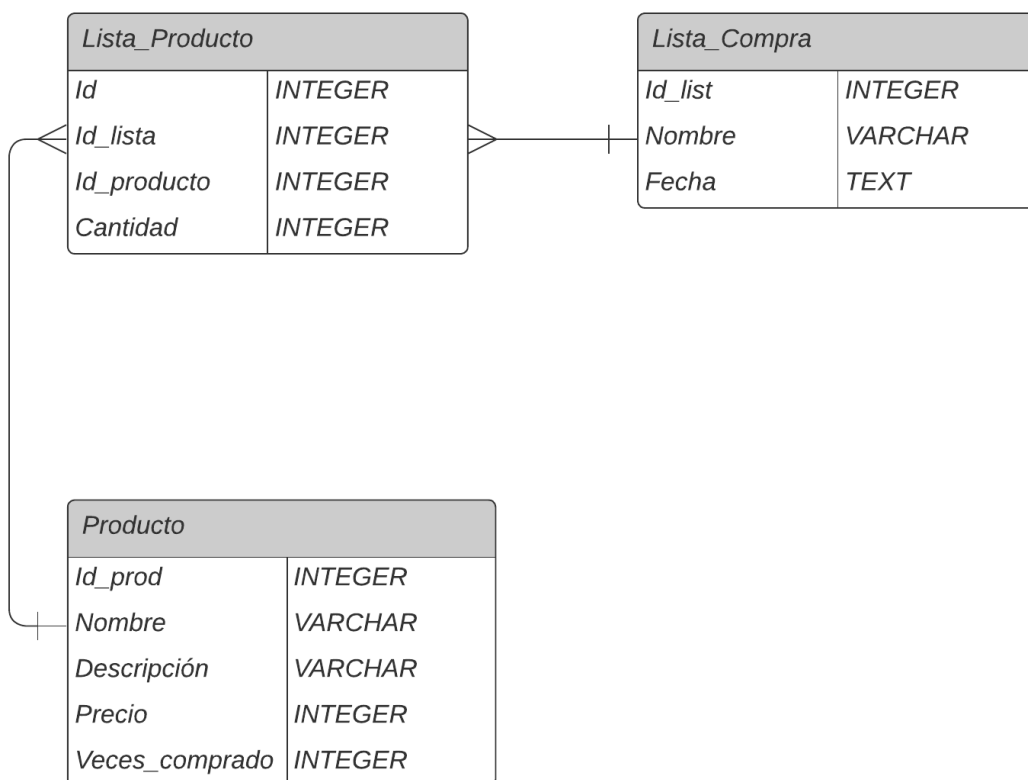 Lista_Producto
Id INTEGER
Id_lista INTEGER
Id_producto INTEGER
Cantidad INTEGER
Lista_Compra
Id_list INTEGER
Nombre VARCHAR
Fecha TEXT
Producto
Id_prod INTEGER
Nombre VARCHAR
Descripción VARCHAR
Precio INTEGER
Veces_comprado INTEGER